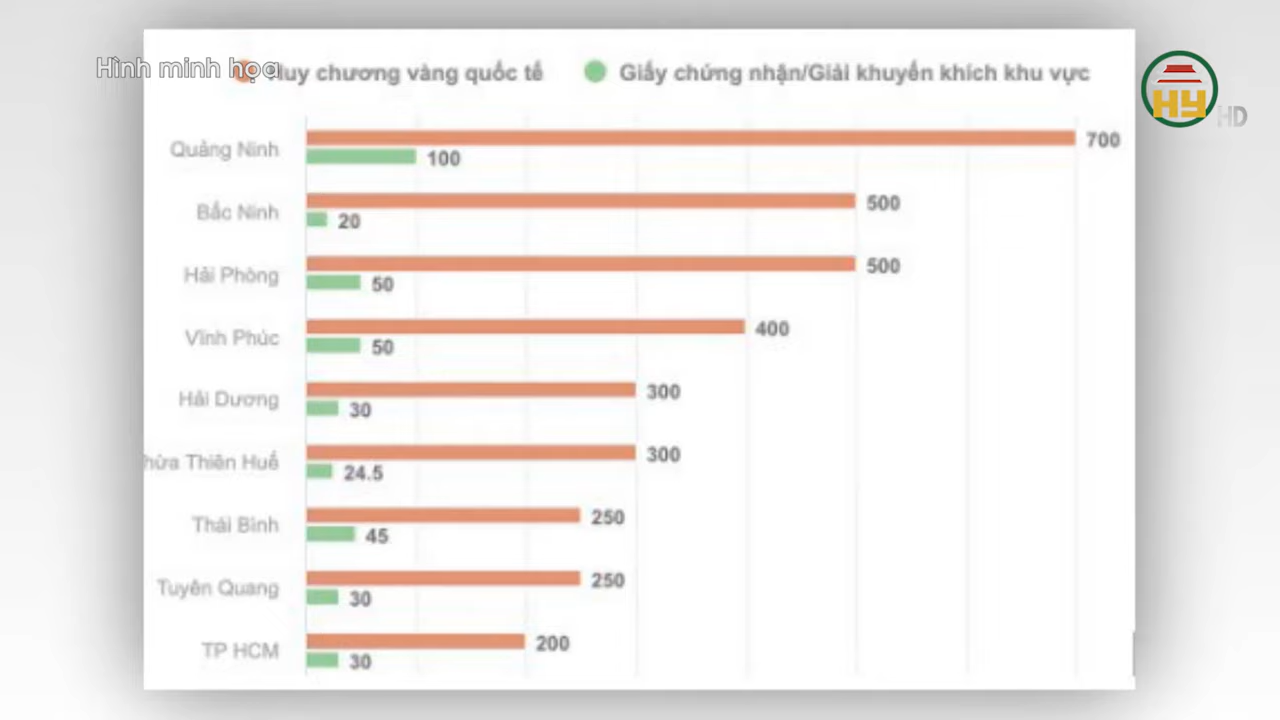 Hình minh họa
Huy chương vàng quốc tế
Giấy chứng nhận/Giải khuyến khích khu vực
HY HD
Quảng Ninh
700
100
Bắc Ninh
500
20
Hải Phòng
500
50
Vĩnh Phúc
400
50
Hải Dương
300
30
hừa Thiên Huế
300
24.5
Thái Bình
250
45
Tuyên Quang
250
30
TP HCM
200
30